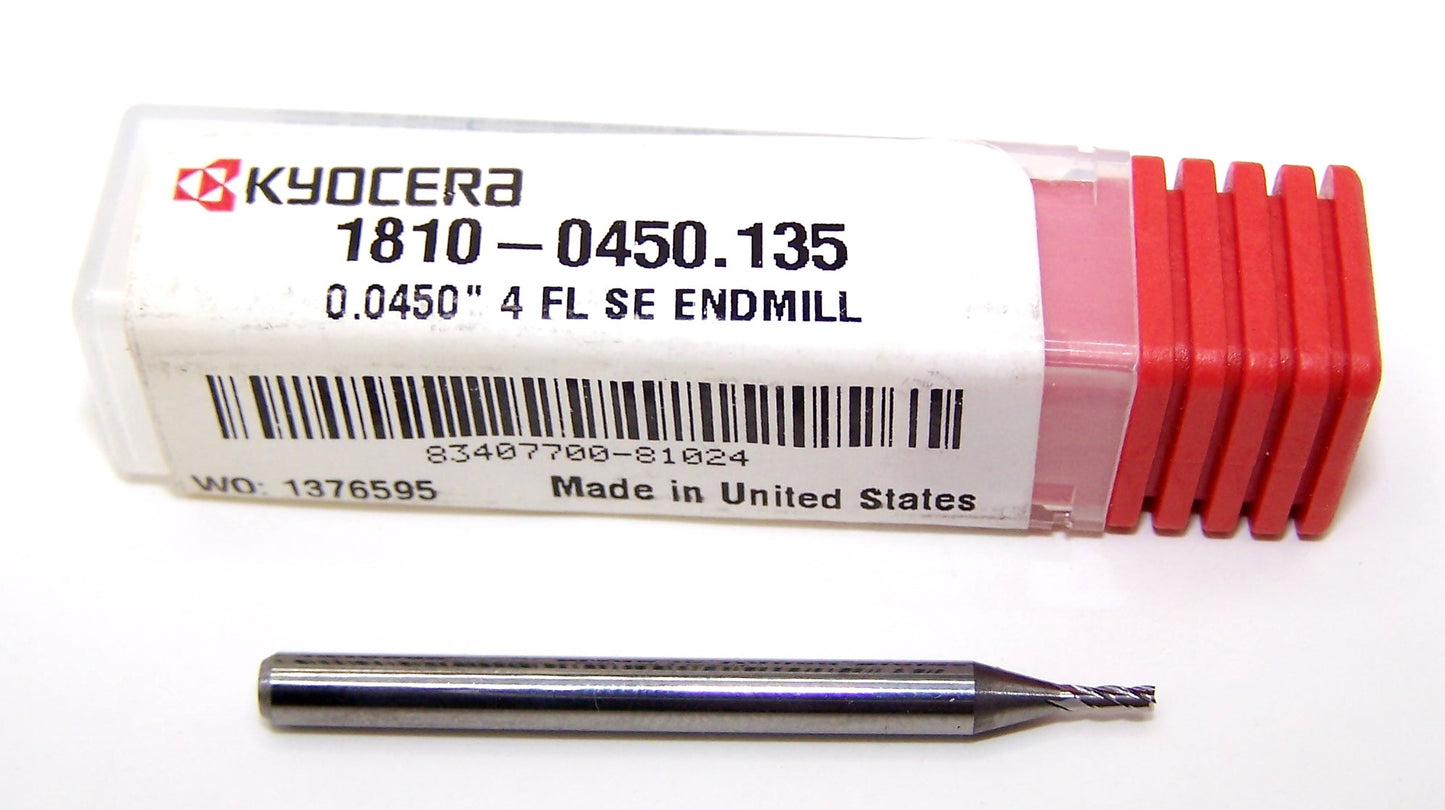 KYOCERA
1810-0450.135
0.0450" 4 FL SE ENDMILL
83407700-81024
WO: 1376595 Made in United States